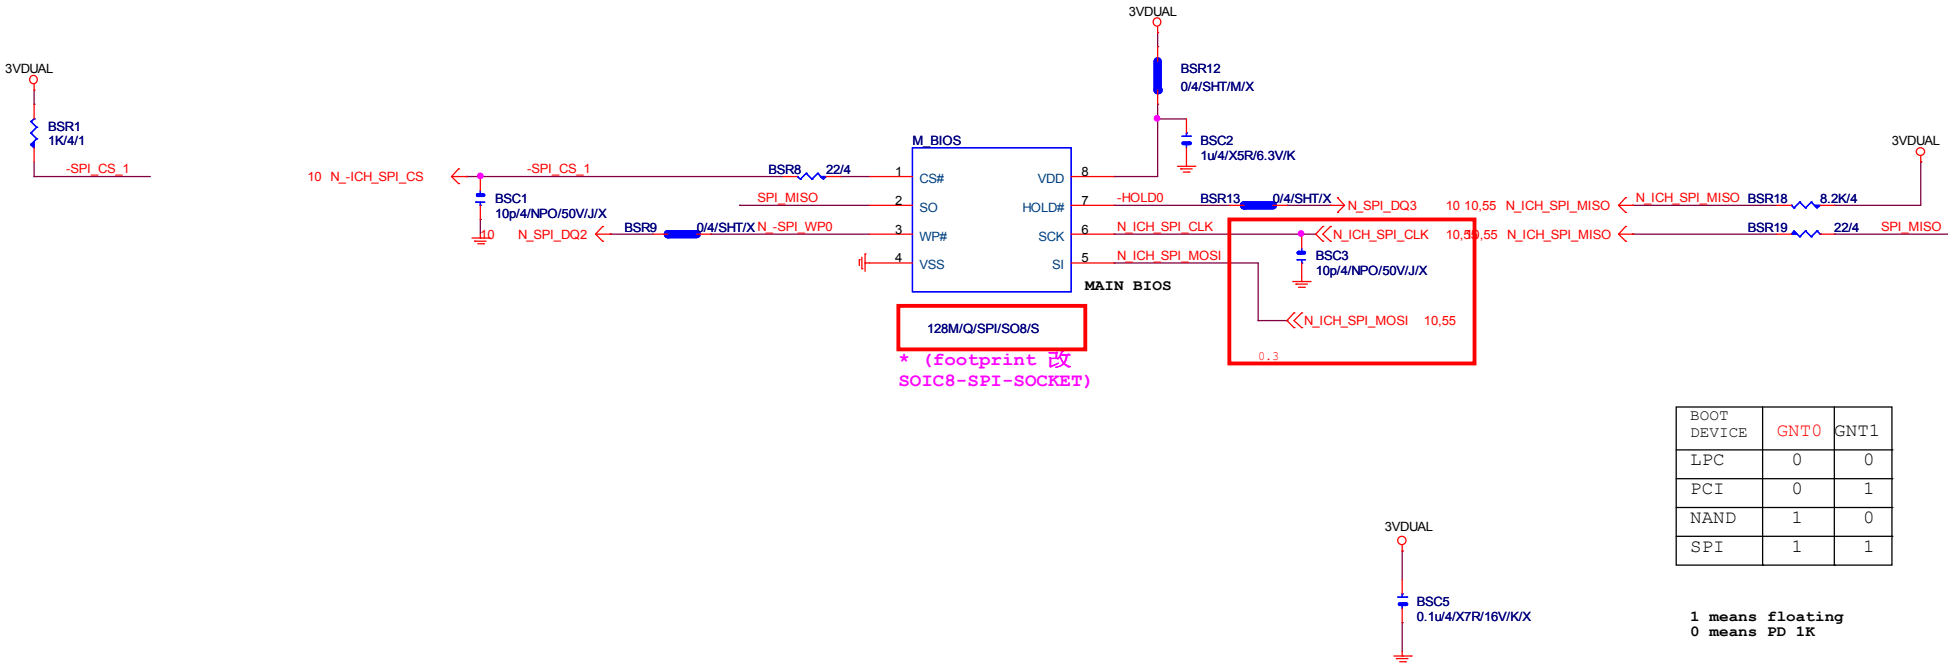 3VDUAL
BSR1
1K/4/1
-SPI_CS_1
10 N_-ICH_SPI_CS
-SPI_CS_1
BSC1
10p/4/NPO/50V/J/X
10
N_SPI_DQ2
BSR9
0/4/SHT/X
N_-SPI_WP0
SPI_MISO
BSR8
22/4
M_BIOS
1
2
3
4
CS#
SO
WP#
VSS
VDD
HOLD#
SCK
SI
8
7
6
5
MAIN BIOS
128M/Q/SPI/SO8/S
* (footprint 改
SOIC8-SPI-SOCKET)
3VDUAL
BSR12
0/4/SHT/M/X
BSC2
1u/4/X5R/6.3V/K
-HOLD0
BSR13
0/4/SHT/X
N_SPI_DQ3
10
N_ICH_SPI_CLK
N_ICH_SPI_CLK
10,55
BSC3
10p/4/NPO/50V/J/X
N_ICH_SPI_MOSI
N_ICH_SPI_MOSI 10,55
0.3
3VDUAL
10,55 N_ICH_SPI_MISO
N_ICH_SPI_MISO
BSR18
8.2K/4
10,55 N_ICH_SPI_MISO
BSR19
22/4
SPI_MISO
BOOT
DEVICE
GNT0 GNT1
LPC 0 0
PCI 0 1
NAND 1 0
SPI 1 1
3VDUAL
BSC5
0.1u/4/X7R/16V/K/X
1 means floating
0 means PD 1K